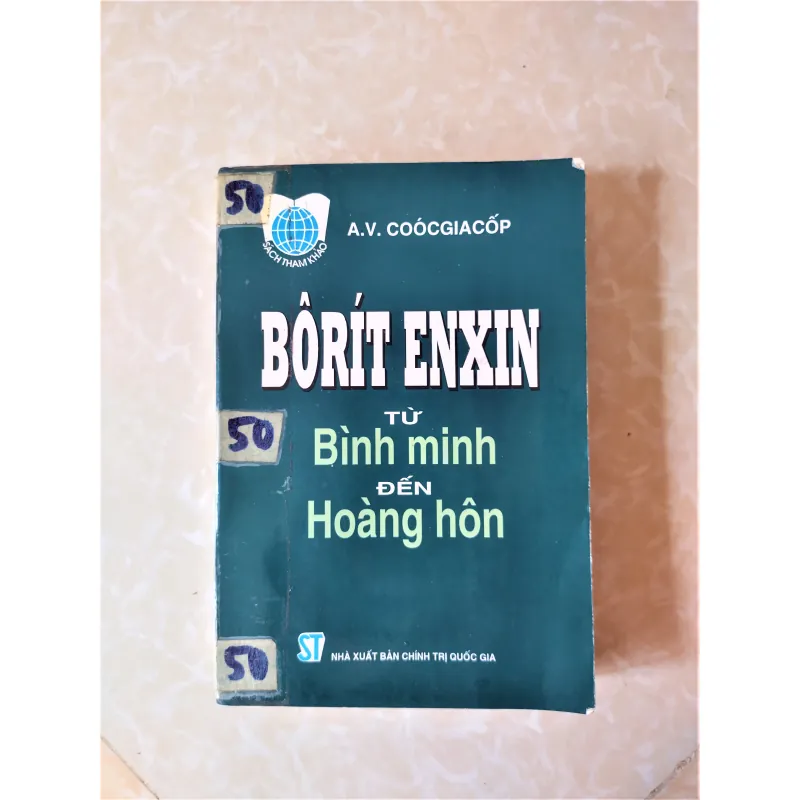 50
SÁCH THAM KHẢO
A.V. COÓCGIACỐP
BÔRÍT ENXIN
TỪ
50
Bình minh
ĐẾN
Hoàng hôn
50
ST
NHÀ XUẤT BẢN CHÍNH TRỊ QUỐC GIA